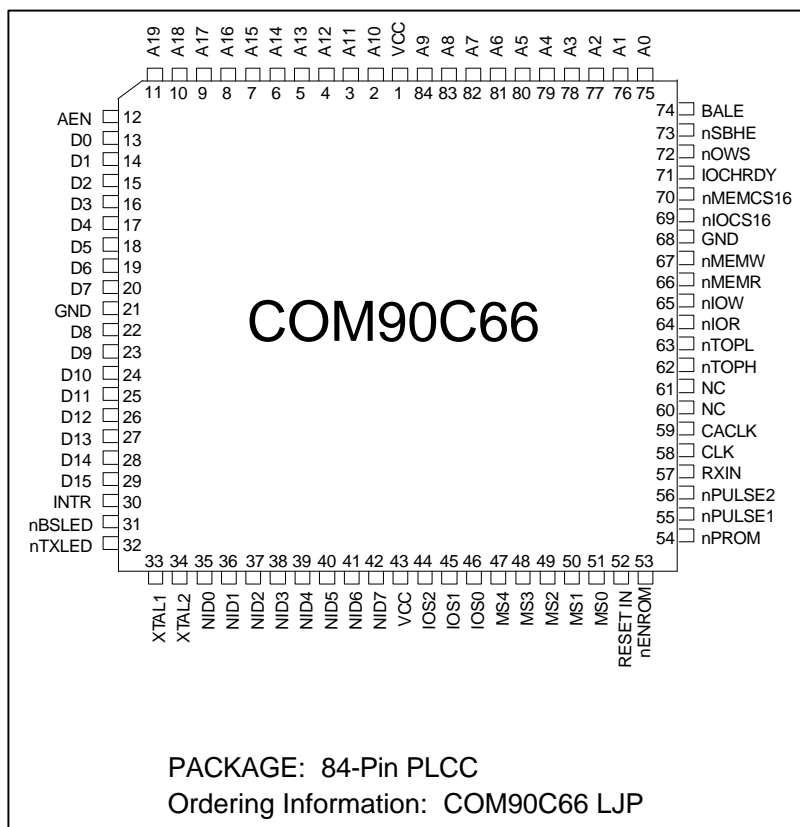 A19 A18 A17 A16 A15 A14 A13 A12 A11 A10 VCC A9 A8 A7 A6 A5 A4 A3 A2 A1 A0
11 10 9 8 7 6 5 4 3 2 1 84 83 82 81 80 79 78 77 76 75
AEN 12
D0 13
D1 14
D2 15
D3 16
D4 17
D5 18
D6 19
D7 20
GND 21
D8 22
D9 23
D10 24
D11 25
D12 26
D13 27
D14 28
D15 29
INTR 30
nBSLED 31
nTXLED 32
COM90C66
74 BALE
73 nSBHE
72 nOWS
71 IOCHRDY
70 nMEMCS16
69 nIOCS16
68 GND
67 nMEMW
66 nMEMR
65 nIOW
64 nIOR
63 nTOPL
62 nTOPH
61 NC
60 NC
59 CACLK
58 CLK
57 RXIN
56 nPULSE2
55 nPULSE1
54 nPROM
33 34 35 36 37 38 39 40 41 42 43 44 45 46 47 48 49 50 51 52 53
XTAL1 XTAL2 NID0 NID1 NID2 NID3 NID4 NID5 NID6 NID7 VCC IOS2 IOS1 IOS0 MS4 MS3 MS2 MS1 MS0 RESET IN nENROM
PACKAGE: 84-Pin PLCC
Ordering Information: COM90C66 LJP